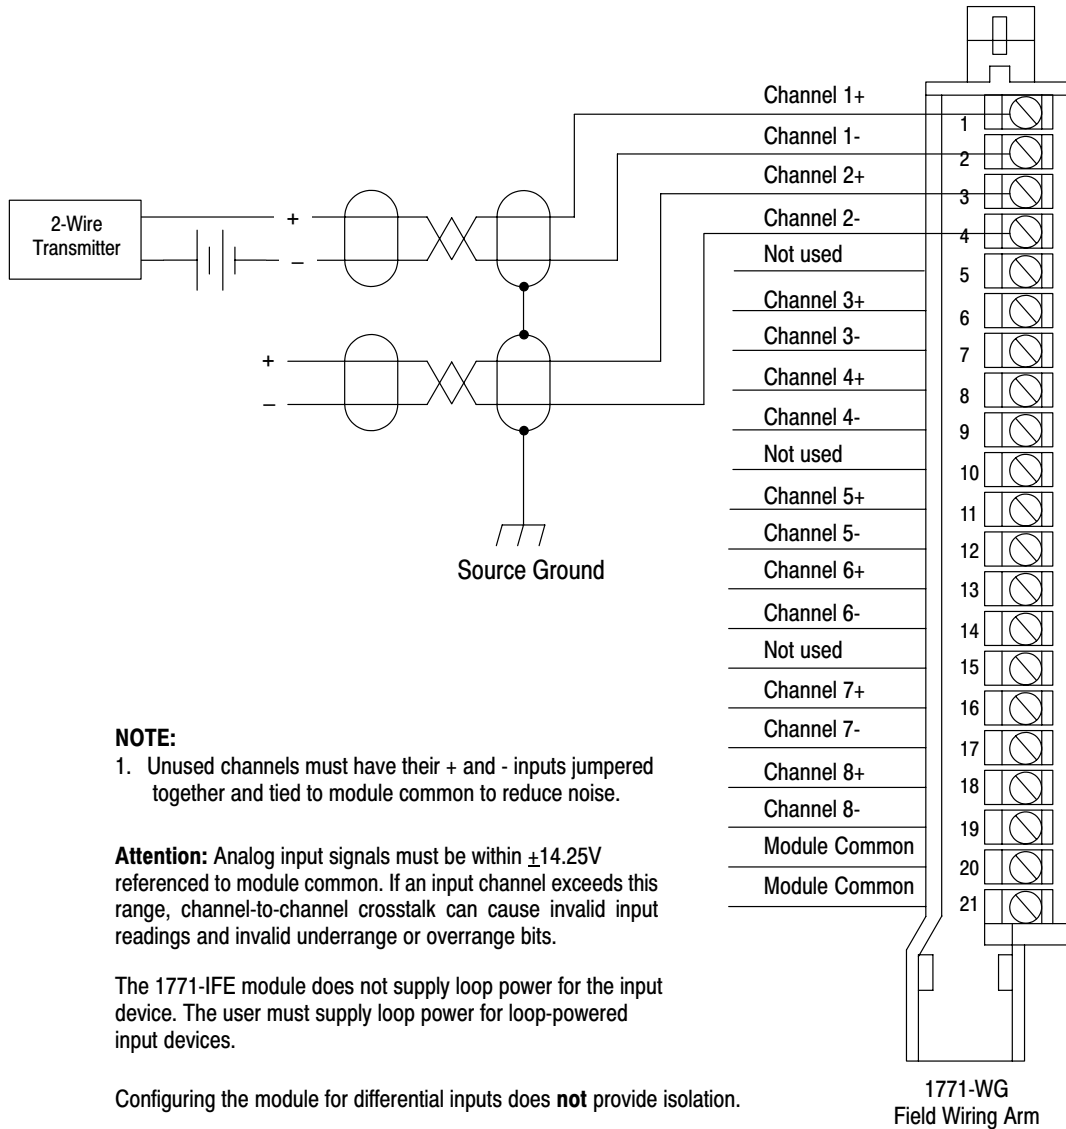 Channel 1+
1
Channel 1-
2
Channel 2+
3
Channel 2-
4
Not used
5
Channel 3+
6
Channel 3-
7
Channel 4+
8
Channel 4-
9
Not used
10
Channel 5+
11
Channel 5-
12
Channel 6+
13
Channel 6-
14
Not used
15
Channel 7+
16
Channel 7-
17
Channel 8+
18
Channel 8-
19
Module Common
20
Module Common
21
2-Wire
Transmitter
+
–
+
–
Source Ground
NOTE:
1. Unused channels must have their + and - inputs jumpered
together and tied to module common to reduce noise.
Attention: Analog input signals must be within ±14.25V
referenced to module common. If an input channel exceeds this
range, channel-to-channel crosstalk can cause invalid input
readings and invalid underrange or overrange bits.
The 1771-IFE module does not supply loop power for the input
device. The user must supply loop power for loop-powered
input devices.
Configuring the module for differential inputs does not provide isolation.
1771-WG
Field Wiring Arm